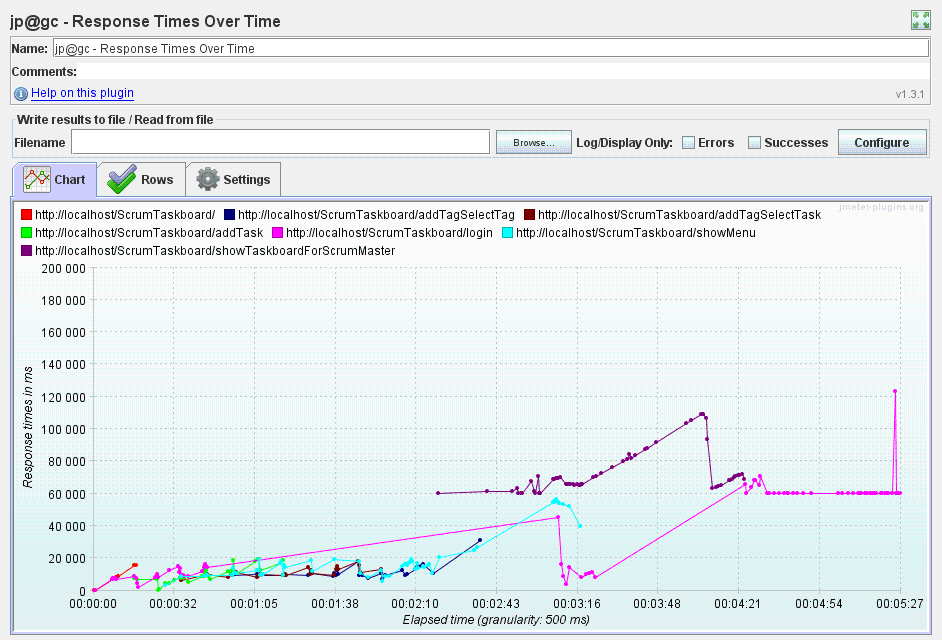 jp@gc - Response Times Over Time
Name: jp@gc - Response Times Over Time
Comments:
Help on this plugin
v1.3.1
Write results to file / Read from file
Filename Browse... Log/Display Only: Errors Successes Configure
Chart Rows Settings
jmeter-plugins.org
http://localhost/ScrumTaskboard/ http://localhost/ScrumTaskboard/addTagSelectTag http://localhost/ScrumTaskboard/addTagSelectTask
http://localhost/ScrumTaskboard/addTask http://localhost/ScrumTaskboard/login http://localhost/ScrumTaskboard/showMenu
http://localhost/ScrumTaskboard/showTaskboardForScrumMaster
200 000
180 000
160 000
140 000
120 000
100 000
80 000
60 000
40 000
20 000
0
Response times in ms
00:00:00 00:00:32 00:01:05 00:01:38 00:02:10 00:02:43 00:03:16 00:03:48 00:04:21 00:04:54 00:05:27
Elapsed time (granularity: 500 ms)